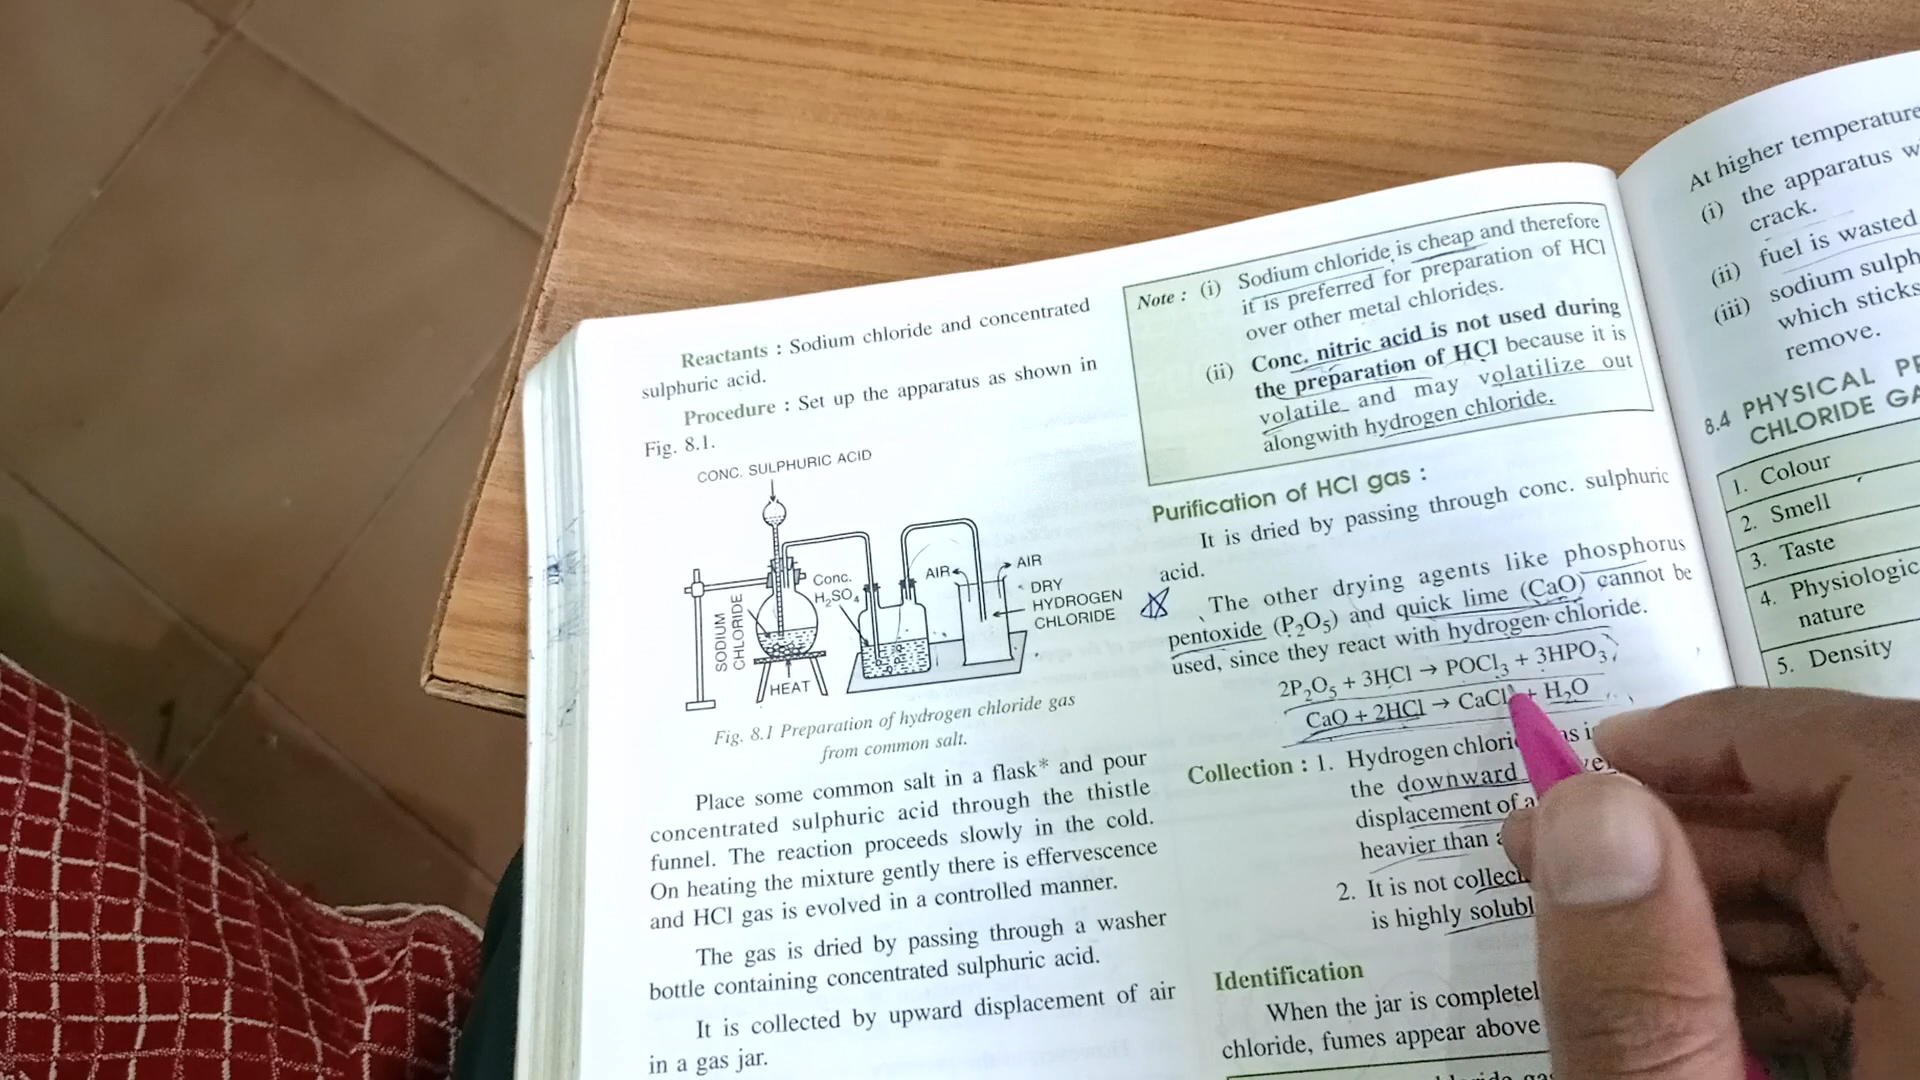 Reactants : Sodium chloride and concentrated
sulphuric acid.
Procedure : Set up the apparatus as shown in
Fig. 8.1.
CONC. SULPHURIC ACID
SODIUM
CHLORIDE
Conc.
H₂SO₄
HEAT
AIR
AIR
DRY
HYDROGEN
CHLORIDE
Fig. 8.1 Preparation of hydrogen chloride gas
from common salt.
Place some common salt in a flask* and pour
concentrated sulphuric acid through the thistle
funnel. The reaction proceeds slowly in the cold.
On heating the mixture gently there is effervescence
and HCl gas is evolved in a controlled manner.
The gas is dried by passing through a washer
bottle containing concentrated sulphuric acid.
It is collected by upward displacement of air
in a gas jar.
Note : (i) Sodium chloride is cheap and therefore
it is preferred for preparation of HCl
over other metal chlorides.
(ii) Conc. nitric acid is not used during
the preparation of HCl because it is
volatile and may volatilize out
alongwith hydrogen chloride.
Purification of HCl gas :
It is dried by passing through conc. sulphuric
acid.
The other drying agents like phosphorus
pentoxide (P₂O₅) and quick lime (CaO) cannot be
used, since they react with hydrogen chloride.
2P₂O₅ + 3HCl → POCl₃ + 3HPO₃,
CaO + 2HCl → CaCl + H₂O
Collection : 1. Hydrogen chlori
the downward
displacement of a
heavier than
2. It is not collec
is highly solubl
Identification
When the jar is completel
chloride, fumes appear above
At higher temperature
(i) the apparatus w
crack.
(ii) fuel is wasted
(iii) sodium sulph
which sticks
remove.
8.4 PHYSICAL PR
CHLORIDE GA
1. Colour
2. Smell
3. Taste
4. Physiologic
nature
5. Density